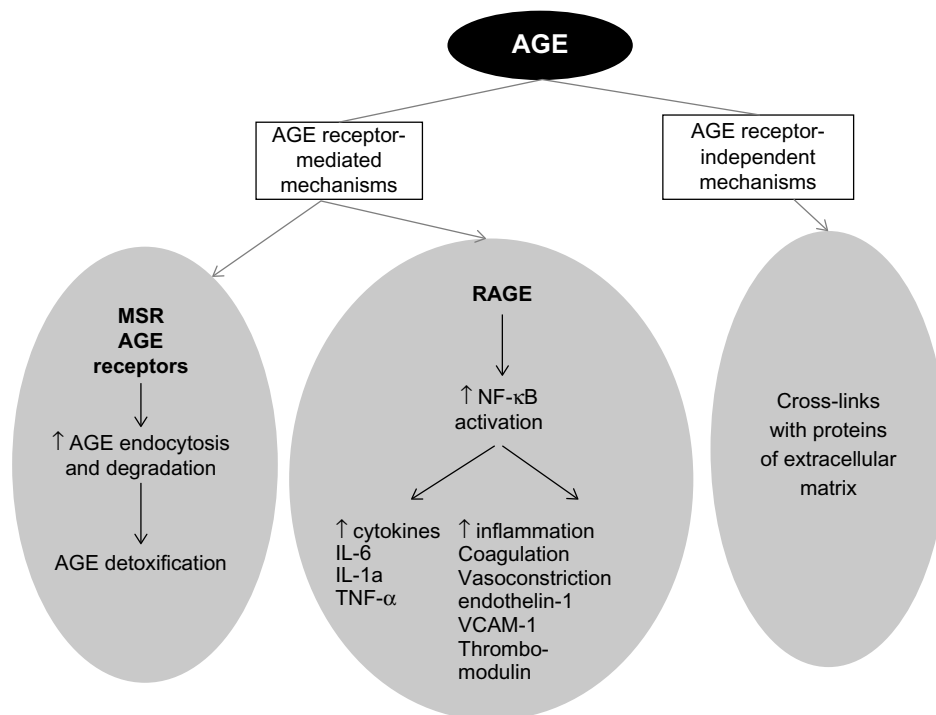 AGE
AGE receptor-
mediated
mechanisms
AGE receptor-
independent
mechanisms
MSR
AGE
receptors
↑ AGE endocytosis
and degradation
AGE detoxification
RAGE
↑ NF-κB
activation
↑ cytokines
IL-6
IL-1a
TNF-α
↑ inflammation
Coagulation
Vasoconstriction
endothelin-1
VCAM-1
Thrombo-
modulin
Cross-links
with proteins
of extracellular
matrix